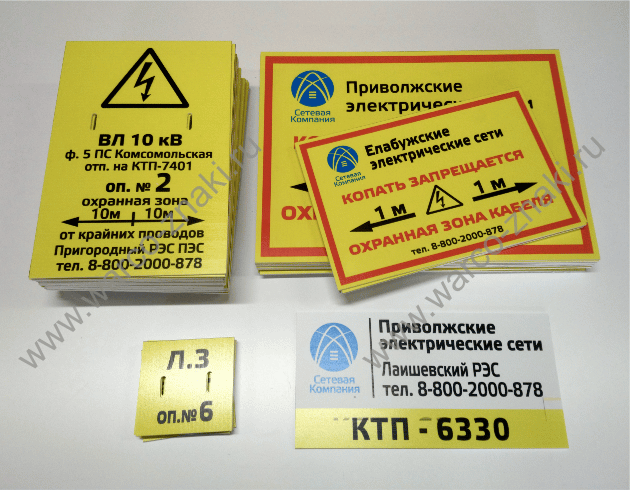 ВЛ 10 кВ
ф. 5 ПС Комсомольская
отп. на КТП-7401
оп. № 2
охранная зона
10м 10м
от крайних проводов
Пригородный РЭС ПЭС
тел. 8-800-2000-878
Сетевая
Компания
Приволжские
электрические
ОХР
Сетевая
Компания
Елабужские
электрические сети
КОПАТЬ ЗАПРЕЩАЕТСЯ
1 м 1 м
ОХРАННАЯ ЗОНА КАБЕЛЯ
тел. 8-800-2000-878
Л.3
оп.№6
Сетевая
Компания
Приволжские
электрические сети
Лаишевский РЭС
тел. 8-800-2000-878
КТП - 6330